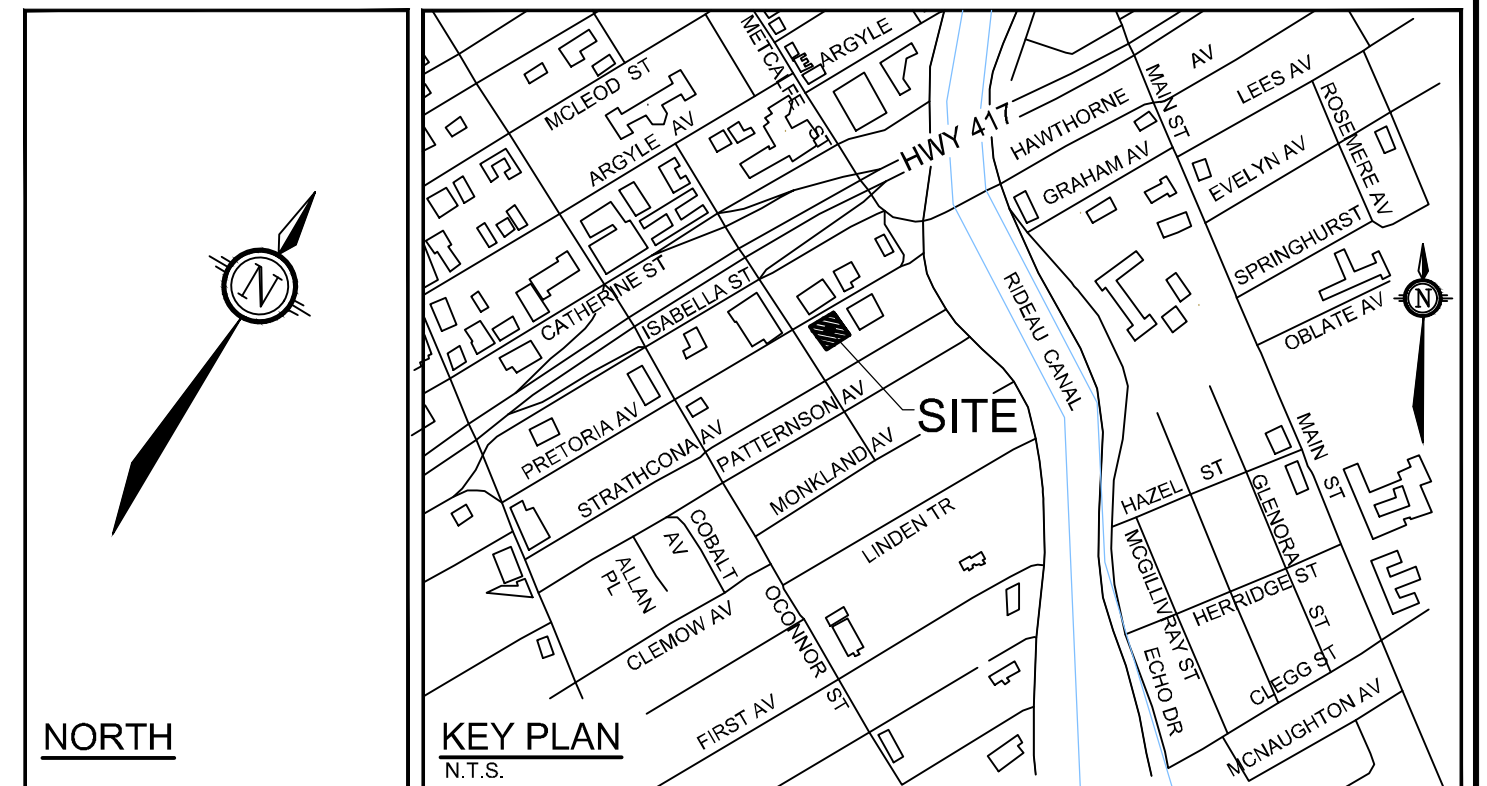 METCALFE ST
ARGYLE
AV
MCLEOD ST
MAIN ST
LEES AV
ROSEMERE AV
HWY 417
HAWTHORNE
ARGYLE AV
GRAHAM AV
EVELYN AV
SPRINGHURST
N
CATHERINE ST
ISABELLA ST
RIDEAU CANAL
OBLATE AV
N
SITE
PRETORIA AV
STRATHCONA AV
PATTERNSON AV
MONKLAND AV
MAIN ST
HAZEL ST
GLENORA ST
LINDEN TR
COBALT
AV
ALLAN
PL
MCGILLIVRAY ST
HERRIDGE ST
CLEMOW AV
OCONNOR ST
ECHO DR
CLEGG ST
FIRST AV
MCNAUGHTON AV
NORTH
KEY PLAN
N.T.S.